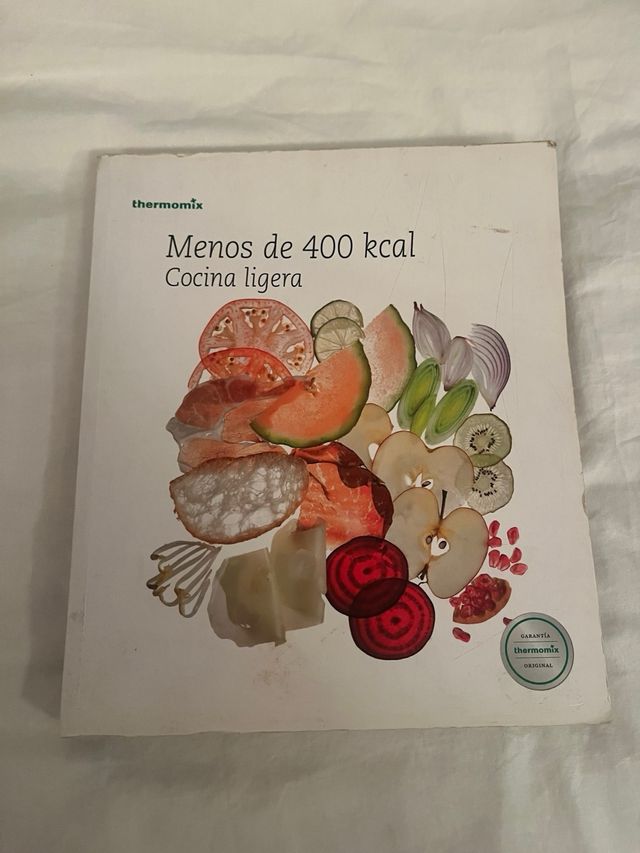 thermomix
Menos de 400 kcal
Cocina ligera
GARANTÍA
thermomix
ORIGINAL